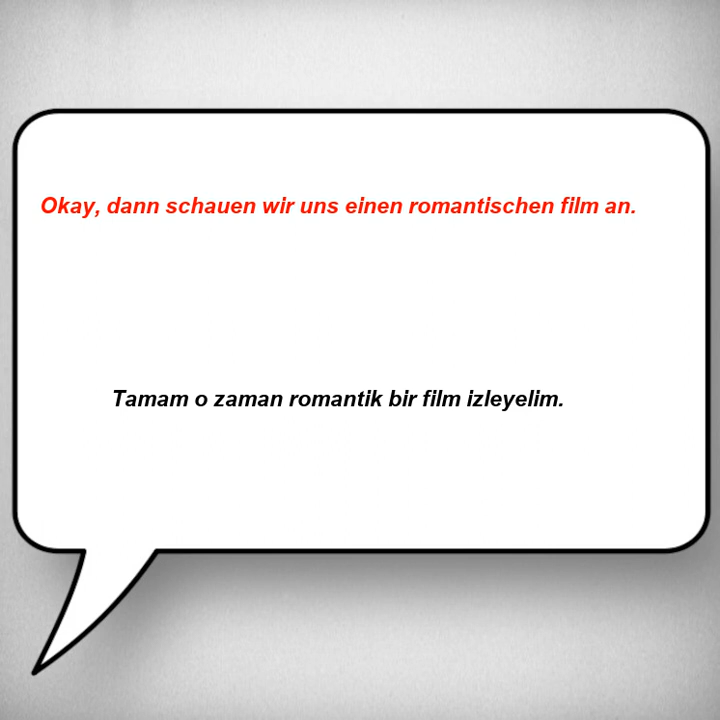 Okay, dann schauen wir uns einen romantischen film an.
Tamam o zaman romantik bir film izleyelim.